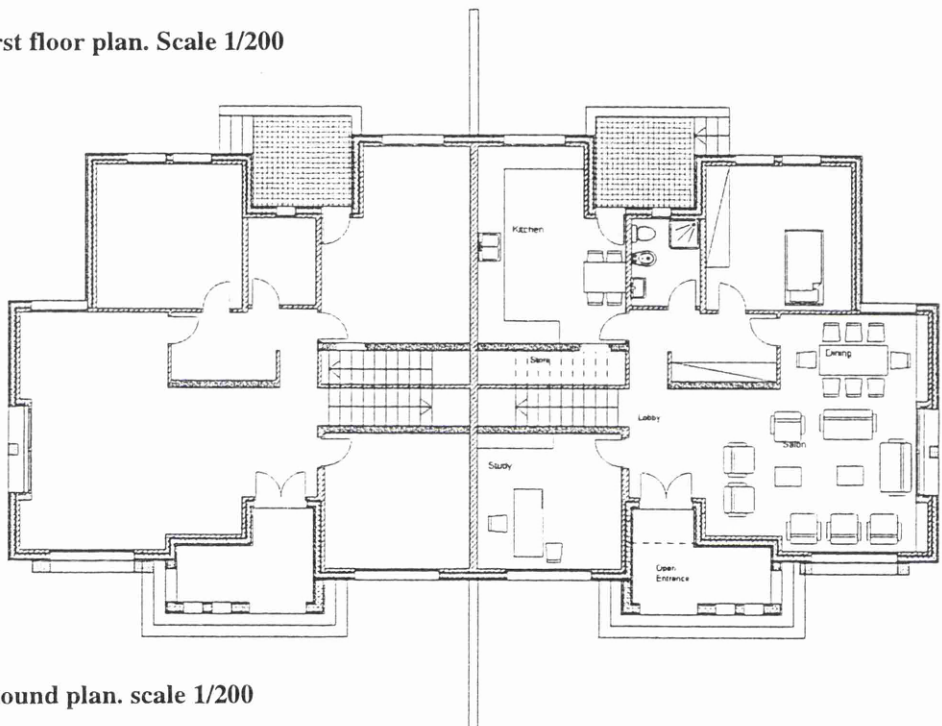 rst floor plan. Scale 1/200
Kitchen
Store
Dining
Lobby
Salon
Study
Open
Entrance
ound plan. scale 1/200